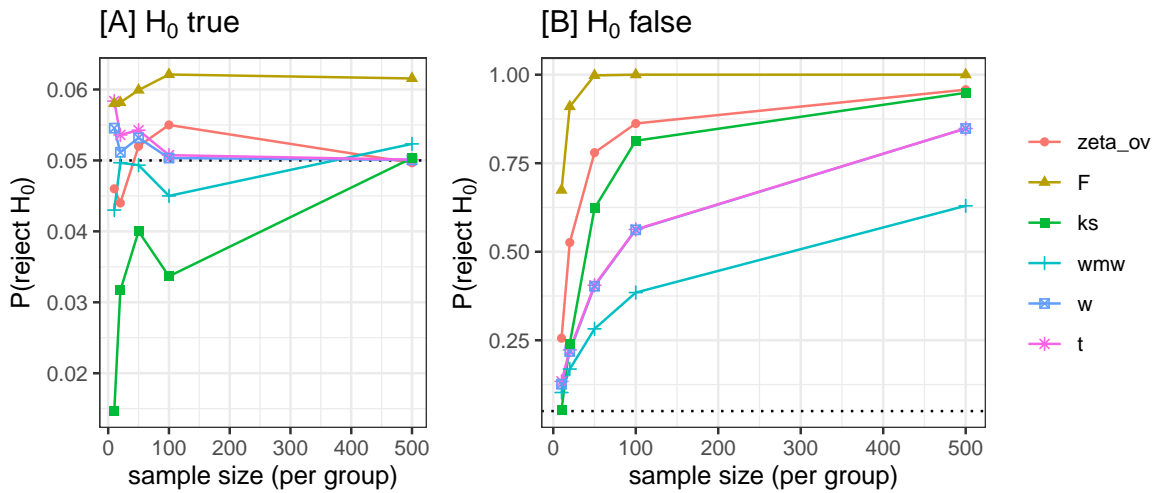 [A] H₀ true
[B] H₀ false
P(reject H₀)
0.06
0.05
0.04
0.03
0.02
0 100 200 300 400 500
sample size (per group)
P(reject H₀)
1.00
0.75
0.50
0.25
0 100 200 300 400 500
sample size (per group)
zeta_ov
F
ks
wmw
w
t